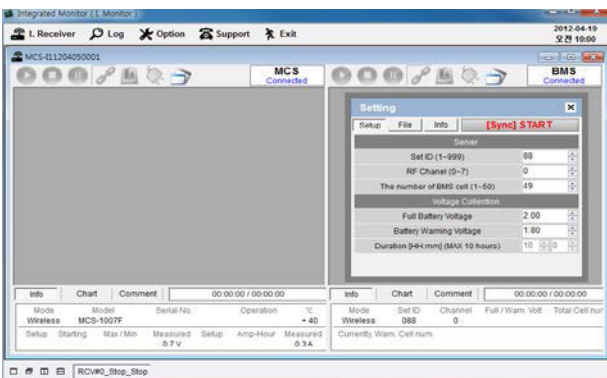 Integrated Monitor ( I. Monitor )
I. Receiver Log Option Support Exit
2012-04-19
오전 10:00
MCS-I11204050001
MCS
Connected
BMS
Connected
Setting
Setup File Info [Sync] START
Server
Set ID (1~999) 88
RF Chanel (0~7) 0
The number of BMS cell (1~60) 49
Voltage Collention
Full Battery Voltage 2.00
Battery Warning Voltage 1.80
Duration [HH:mm] (MAX 10 hours) 10 0
Info Chart Comment 00:00:00 / 00:00:00
Mode Model Serial No. Operation ℃
Wireless MCS-1007F + 40
Setup Starting Max / Min Measured Setup Amp-Hour Measured
0.7 V 0.3 A
Info Chart Comment 00:00:00 / 00:00:00
Mode Set ID Channel Full / Warn. Volt Total Cell nur
Wireless 088 0
Currently, Warn. Cell num.
RCV#0_Stop_Stop